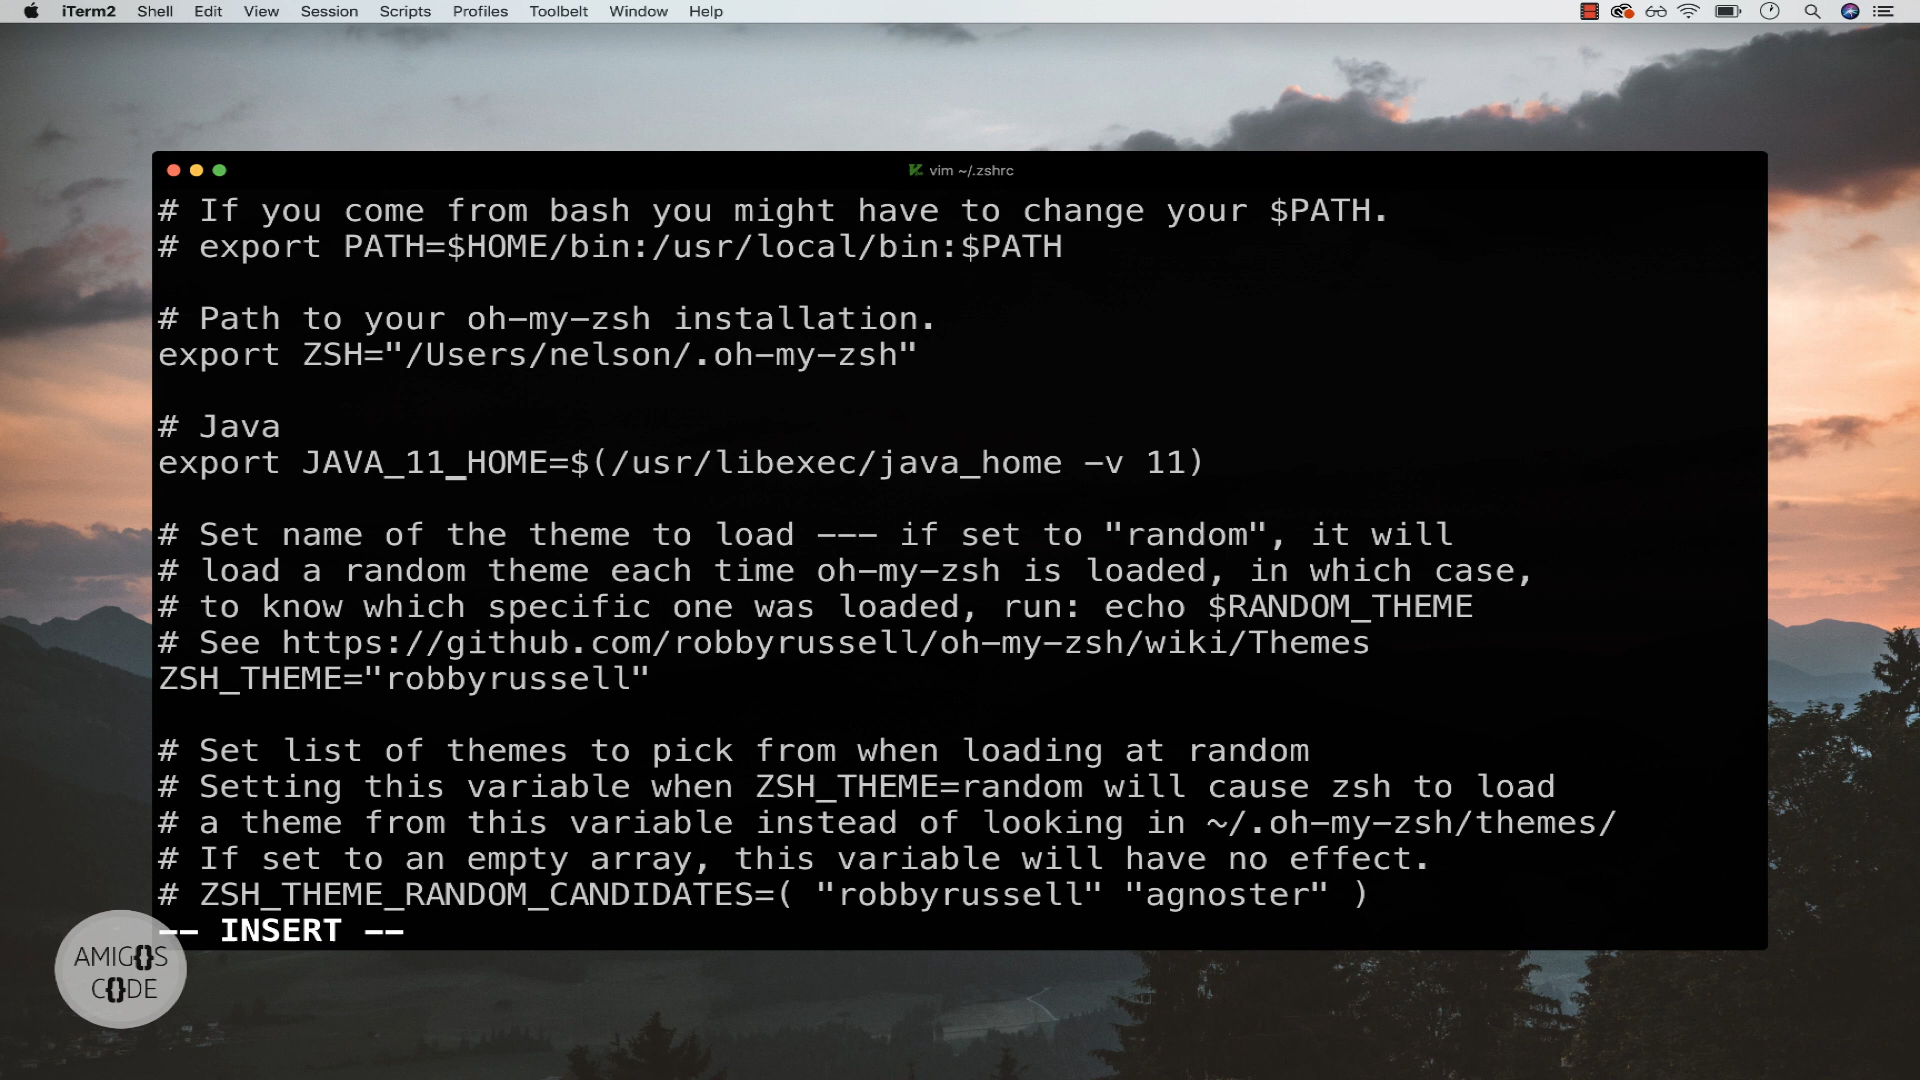 iTerm2 Shell Edit View Session Scripts Profiles Toolbelt Window Help
vim ~/.zshrc
# If you come from bash you might have to change your $PATH.
# export PATH=$HOME/bin:/usr/local/bin:$PATH
# Path to your oh-my-zsh installation.
export ZSH="/Users/nelson/.oh-my-zsh"
# Java
export JAVA_11_HOME=$(/usr/libexec/java_home -v 11)
# Set name of the theme to load --- if set to "random", it will
# load a random theme each time oh-my-zsh is loaded, in which case,
# to know which specific one was loaded, run: echo $RANDOM_THEME
# See https://github.com/robbyrussell/oh-my-zsh/wiki/Themes
ZSH_THEME="robbyrussell"
# Set list of themes to pick from when loading at random
# Setting this variable when ZSH_THEME=random will cause zsh to load
# a theme from this variable instead of looking in ~/.oh-my-zsh/themes/
# If set to an empty array, this variable will have no effect.
# ZSH_THEME_RANDOM_CANDIDATES=( "robbyrussell" "agnoster" )
-- INSERT --
AMIG{}S
C{}DE